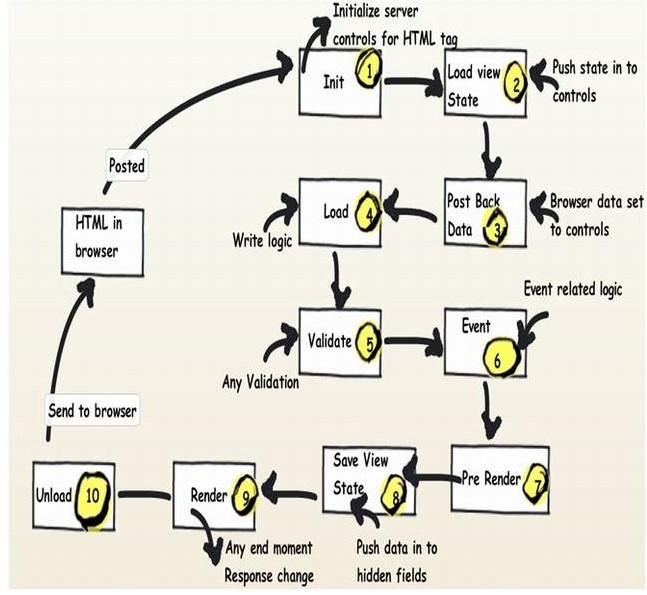 Initialize server
controls for HTML tag
Init 1
Load view
State 2
Push state in to
controls
Posted
HTML in
browser
Load 4
Write logic
Post Back
Data 3
Browser data set
to controls
Event related logic
Validate 5
Any Validation
Event
6
Send to browser
Unload 10
Render 9
Save View
State 8
Pre Render 7
Any end moment
Response change
Push data in to
hidden fields